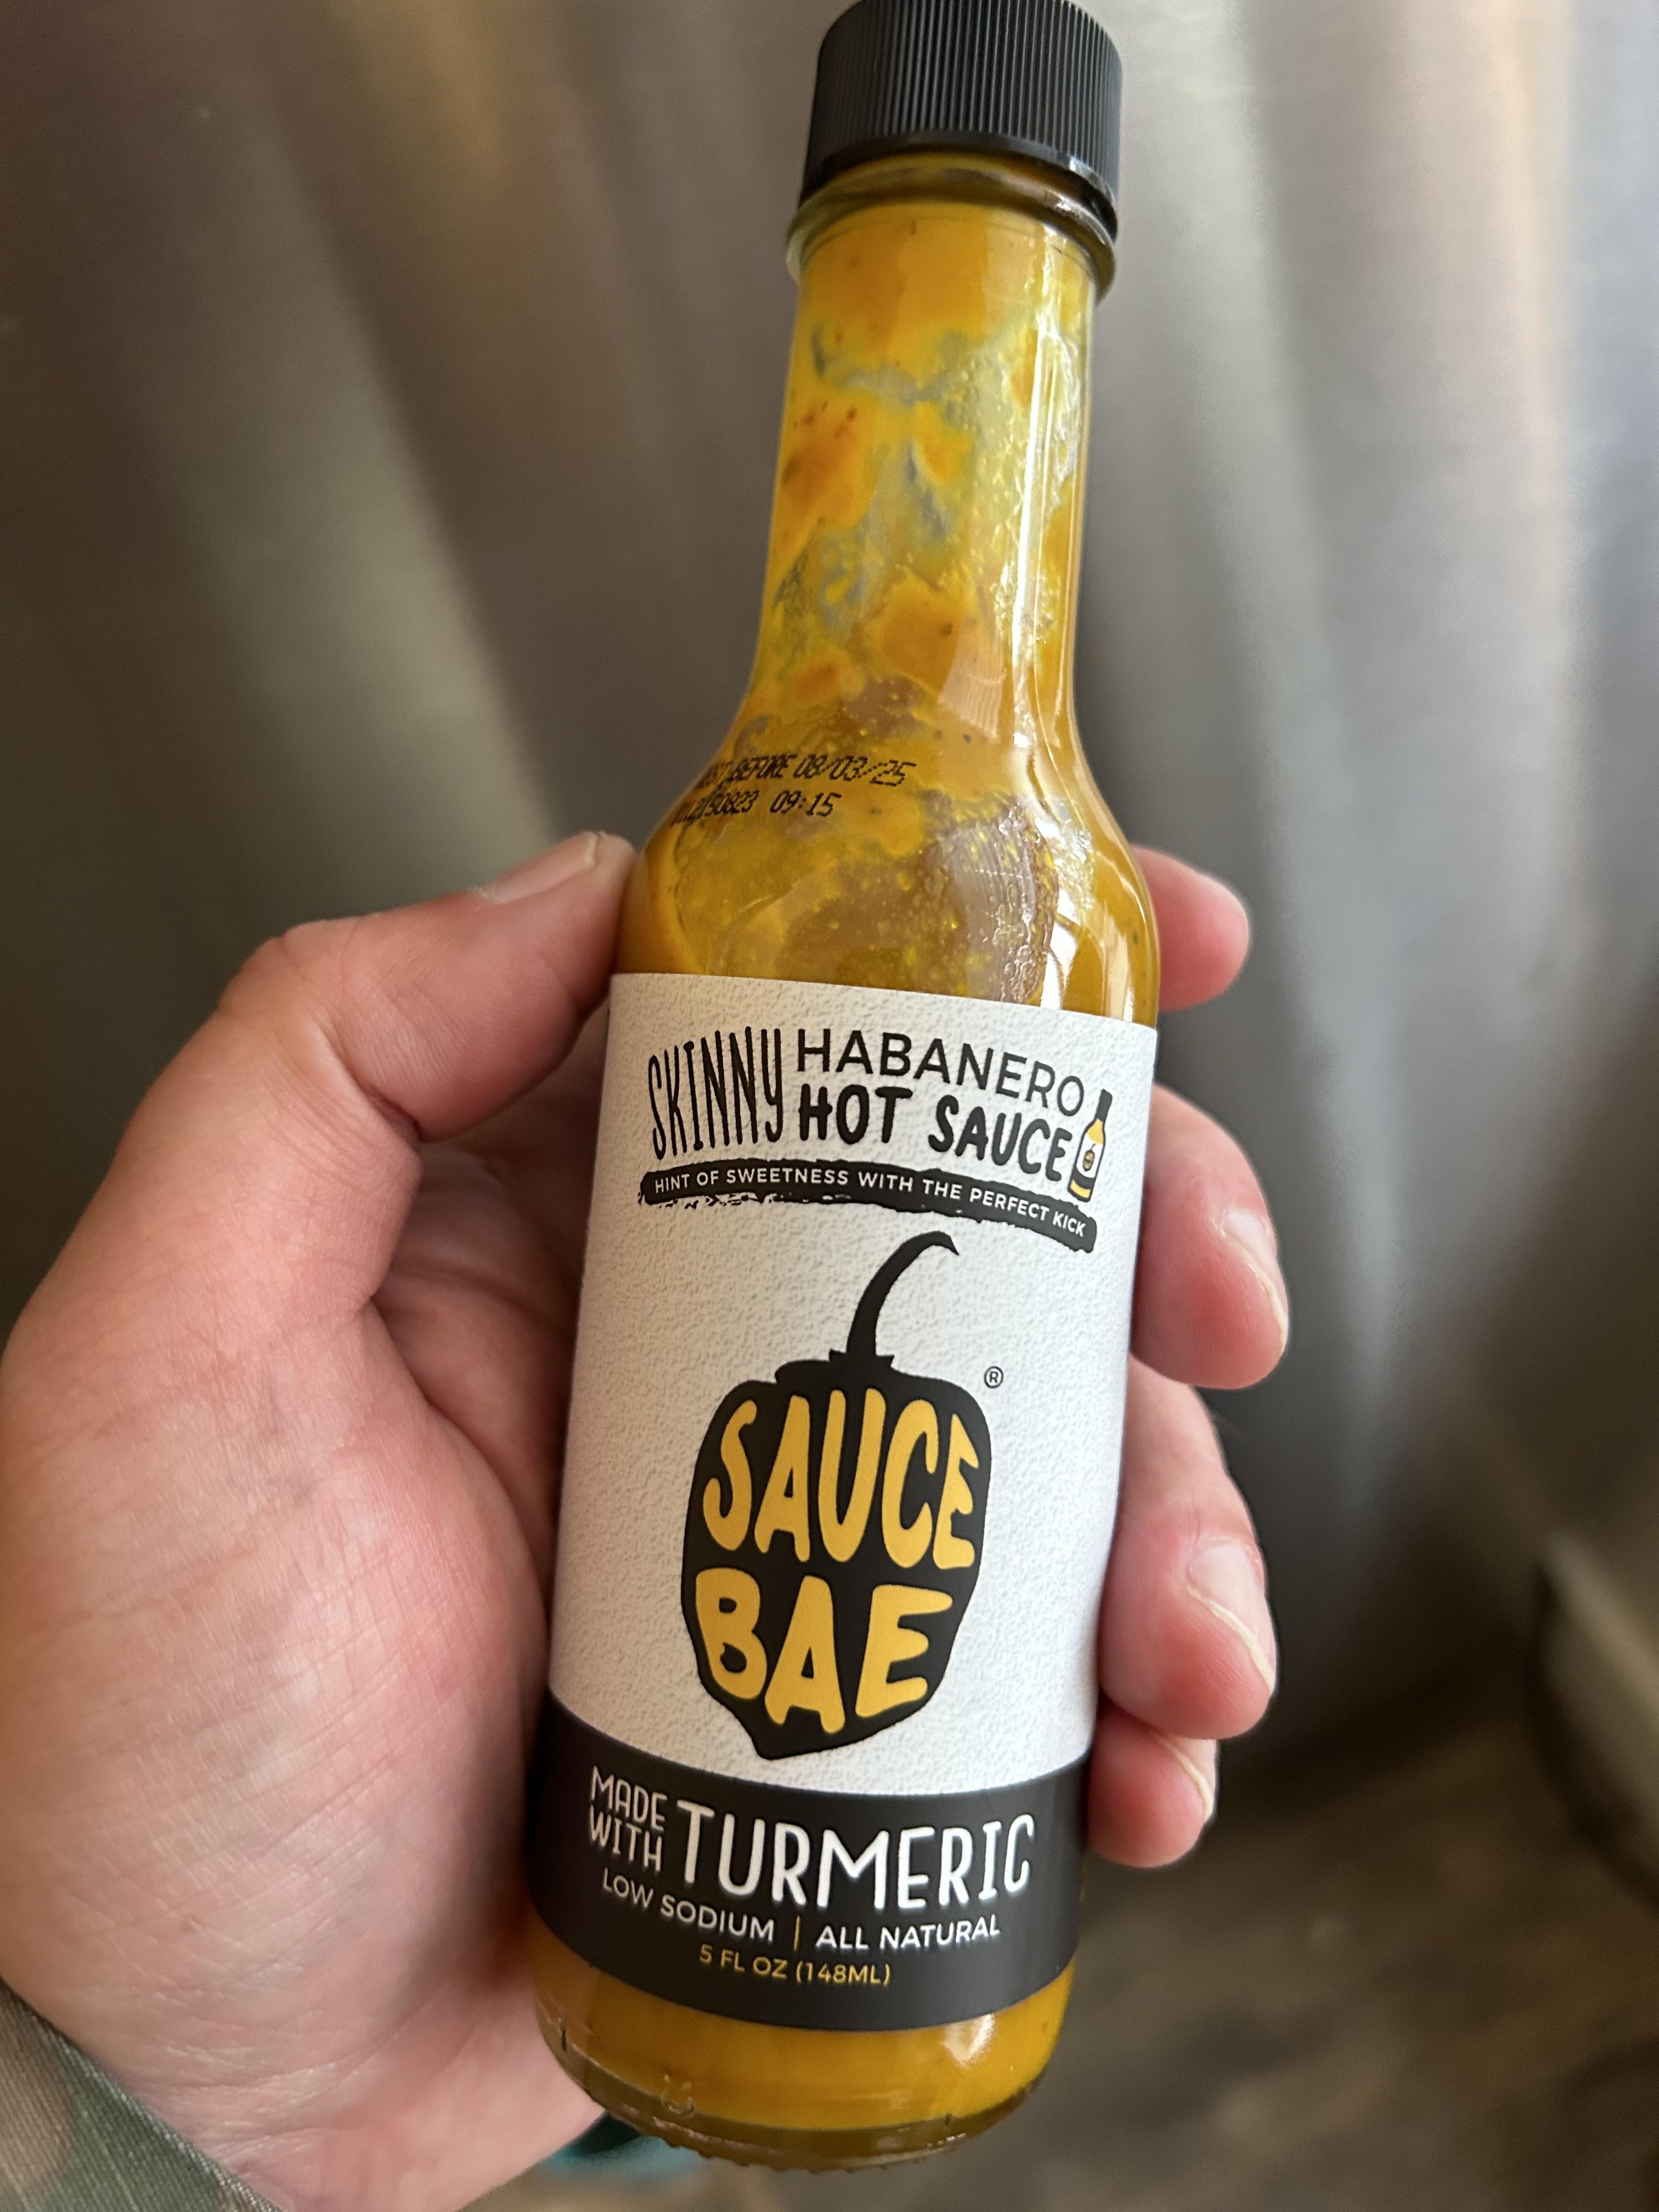 BEFORE 08/03/25
09:15
SKINNY HABANERO
HOT SAUCE
HINT OF SWEETNESS WITH THE PERFECT KICK
®
SAUCE
BAE
MADE
WITH TURMERIC
LOW SODIUM | ALL NATURAL
5 FL OZ (148ML)